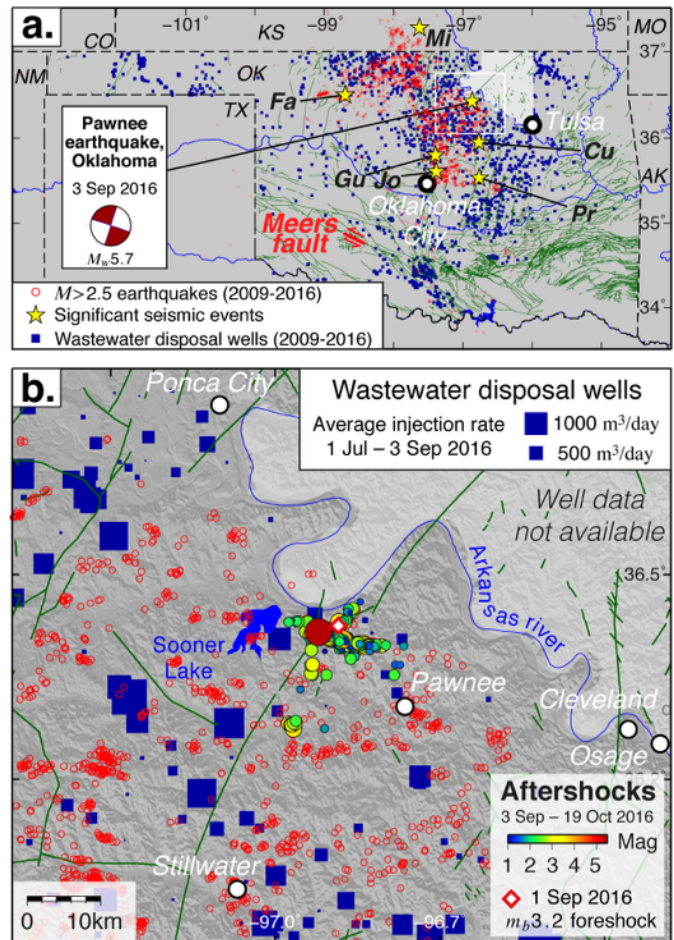 a.
−101
−99
−97
−95
CO
KS
MO
37°
NM
OK
Mi
TX
Fa
36°
Tulsa
Pawnee
earthquake,
Oklahoma
3 Sep 2016
Mw5.7
Cu
AK
Gu Jo
Pr
Oklahoma
City
35°
Meers
fault
34°
M>2.5 earthquakes (2009-2016)
Significant seismic events
Wastewater disposal wells (2009-2016)
b.
Ponca City
Wastewater disposal wells
Average injection rate
1 Jul – 3 Sep 2016
1000 m³/day
500 m³/day
Well data
not available
36.5°
Arkansas river
Sooner
Lake
Pawnee
Cleveland
Osage
Aftershocks
3 Sep – 19 Oct 2016
Mag
1 2 3 4 5
Stillwater
1 Sep 2016
mb3.2 foreshock
0 10km
−97.0
−96.7